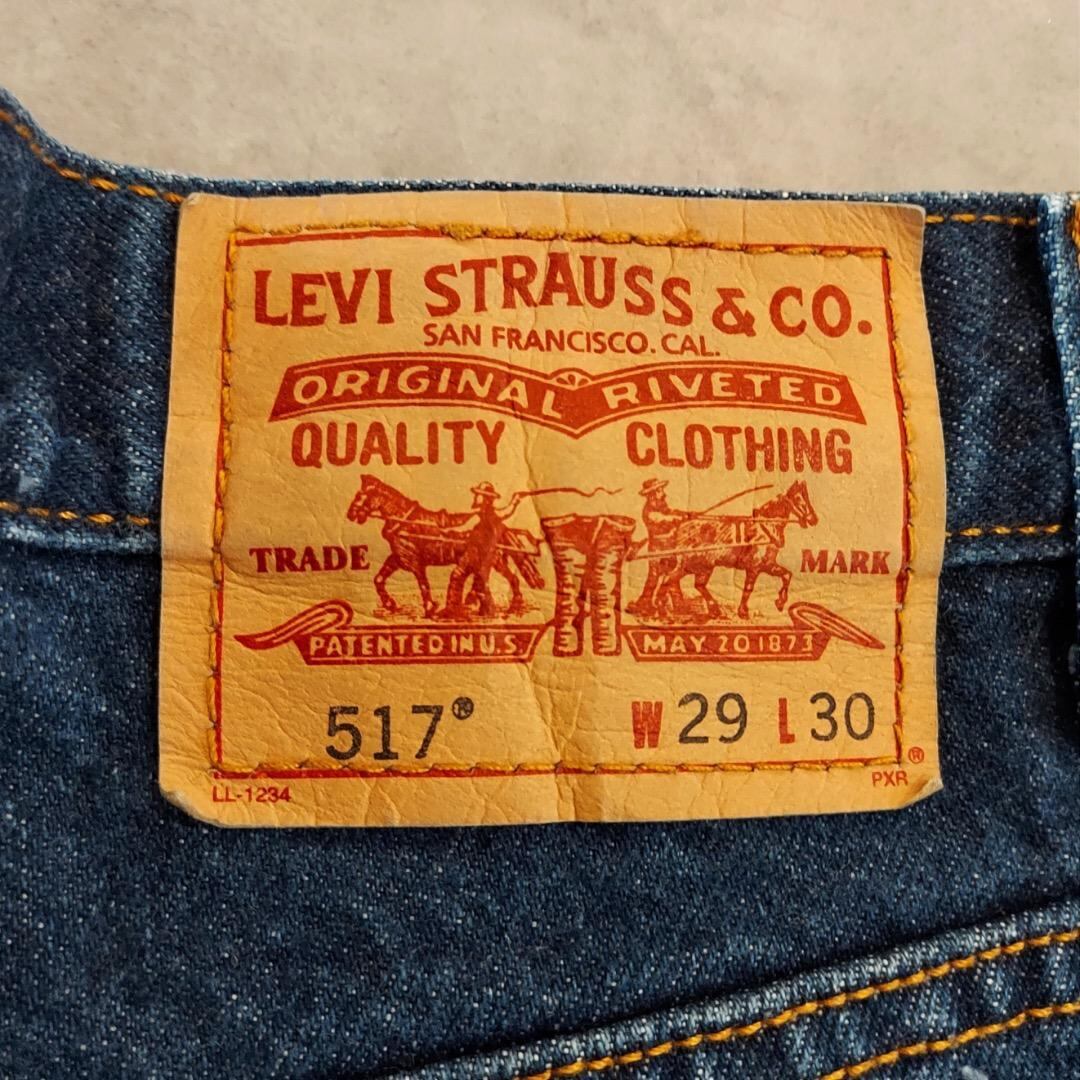 LEVI STRAUSS & CO.
SAN FRANCISCO. CAL.
ORIGINAL RIVETED
QUALITY CLOTHING
TRADE MARK
PATENTED IN U.S. MAY 20 1873
517® W 29 L 30
®
LL-1234 PXR